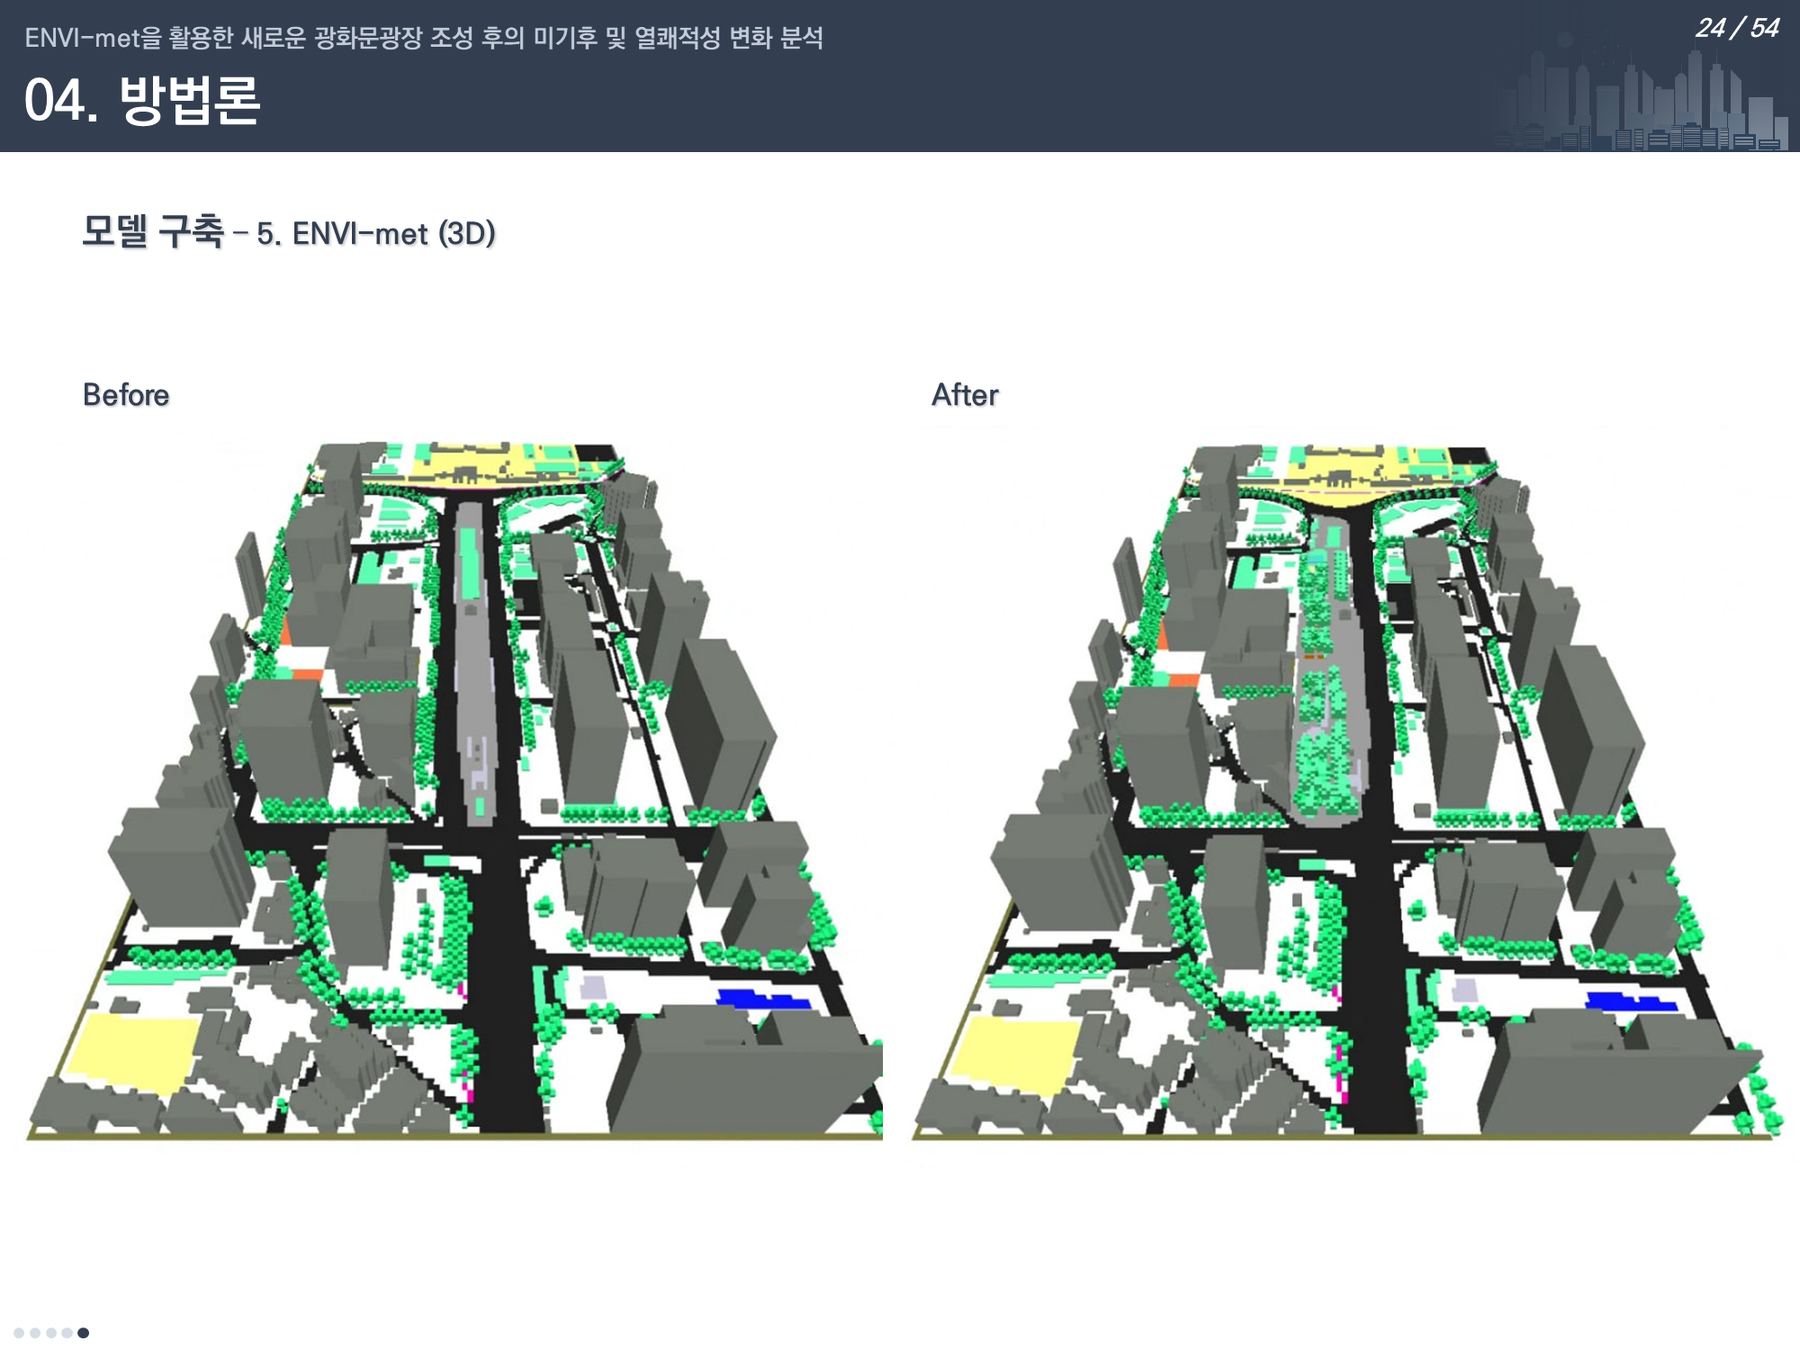 ENVI-met을 활용한 새로운 광화문광장 조성 후의 미기후 및 열쾌적성 변화 분석
24 / 54
04. 방법론
모델 구축 - 5. ENVI-met (3D)
Before
After